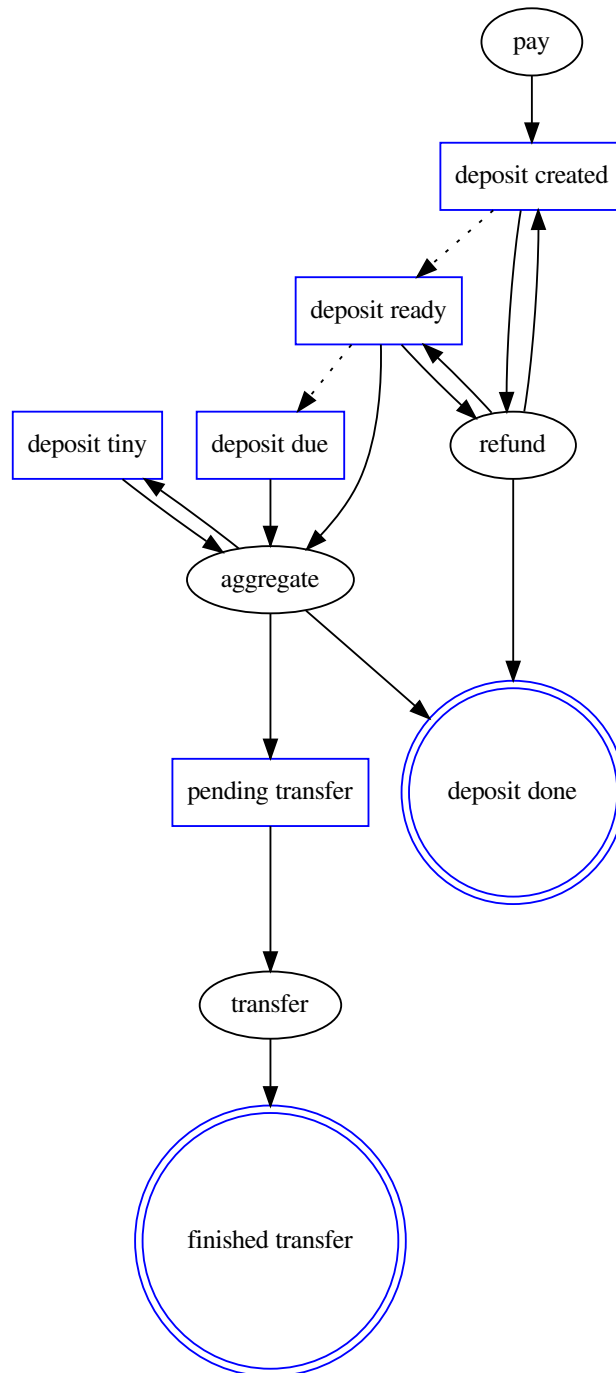 pay
deposit created
deposit ready
deposit tiny
deposit due
refund
aggregate
pending transfer
deposit done
transfer
finished transfer